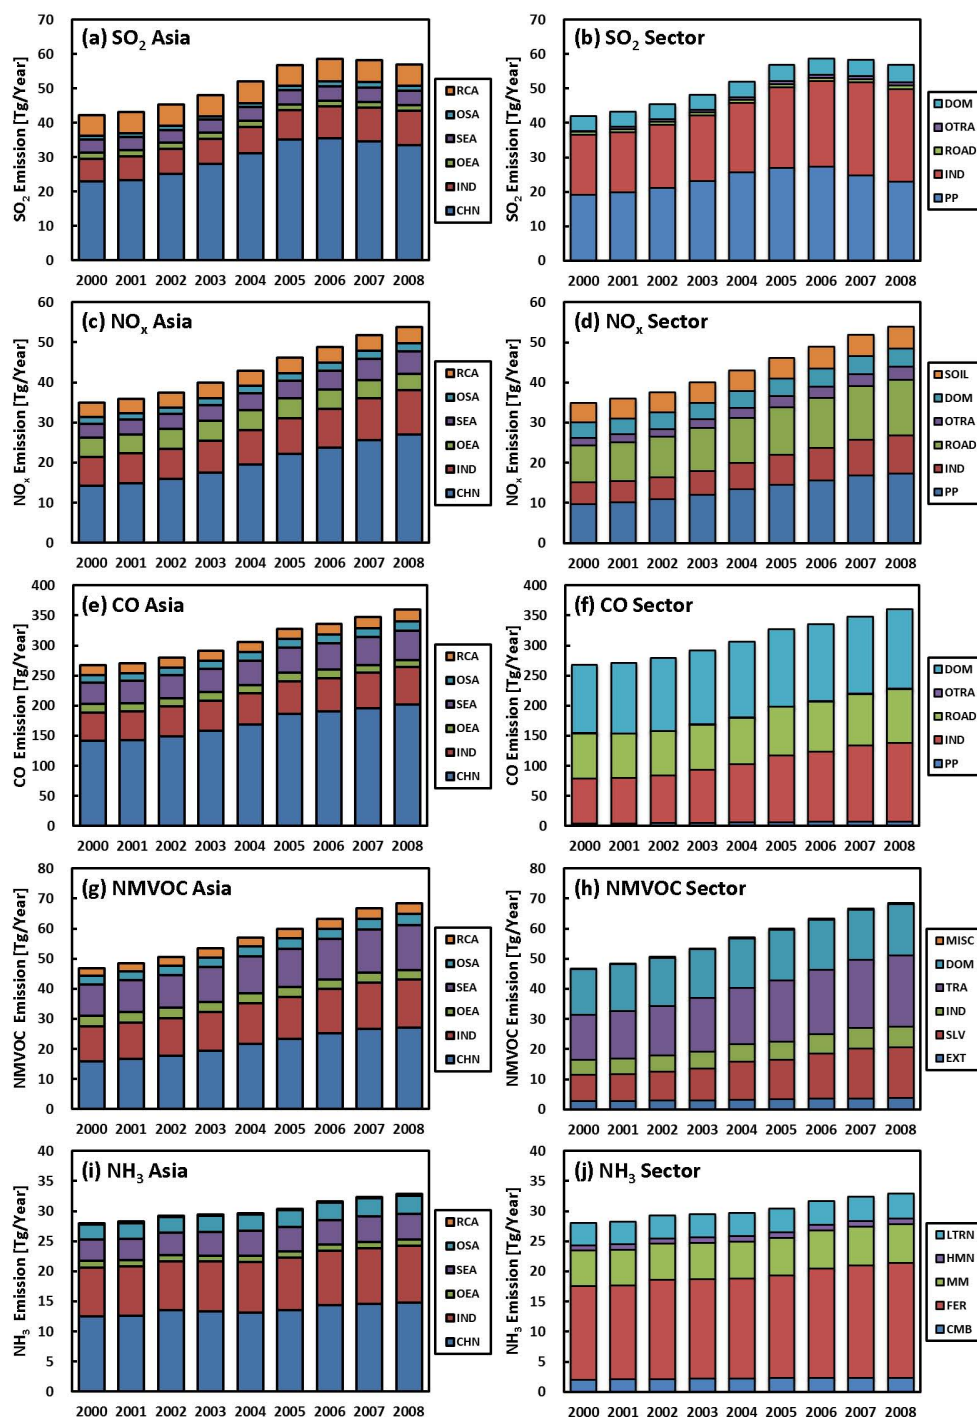 (a) SO2 Asia
SO2 Emission [Tg/Year]
70
60
50
40
30
20
10
0
2000 2001 2002 2003 2004 2005 2006 2007 2008
RCA
OSA
SEA
OEA
IND
CHN
(b) SO2 Sector
SO2 Emission [Tg/Year]
70
60
50
40
30
20
10
0
2000 2001 2002 2003 2004 2005 2006 2007 2008
DOM
OTRA
ROAD
IND
PP
(c) NOx Asia
NOx Emission [Tg/Year]
60
50
40
30
20
10
0
2000 2001 2002 2003 2004 2005 2006 2007 2008
RCA
OSA
SEA
OEA
IND
CHN
(d) NOx Sector
NOx Emission [Tg/Year]
60
50
40
30
20
10
0
2000 2001 2002 2003 2004 2005 2006 2007 2008
SOIL
DOM
OTRA
ROAD
IND
PP
(e) CO Asia
CO Emission [Tg/Year]
400
350
300
250
200
150
100
50
0
2000 2001 2002 2003 2004 2005 2006 2007 2008
RCA
OSA
SEA
OEA
IND
CHN
(f) CO Sector
CO Emission [Tg/Year]
400
350
300
250
200
150
100
50
0
2000 2001 2002 2003 2004 2005 2006 2007 2008
DOM
OTRA
ROAD
IND
PP
(g) NMVOC Asia
NMVOC Emission [Tg/Year]
80
70
60
50
40
30
20
10
0
2000 2001 2002 2003 2004 2005 2006 2007 2008
RCA
OSA
SEA
OEA
IND
CHN
(h) NMVOC Sector
NMVOC Emission [Tg/Year]
80
70
60
50
40
30
20
10
0
2000 2001 2002 2003 2004 2005 2006 2007 2008
MISC
DOM
TRA
IND
SLV
EXT
(i) NH3 Asia
NH3 Emission [Tg/Year]
40
35
30
25
20
15
10
5
0
2000 2001 2002 2003 2004 2005 2006 2007 2008
RCA
OSA
SEA
OEA
IND
CHN
(j) NH3 Sector
NH3 Emission [Tg/Year]
40
35
30
25
20
15
10
5
0
2000 2001 2002 2003 2004 2005 2006 2007 2008
LTRN
HMN
MM
FER
CMB